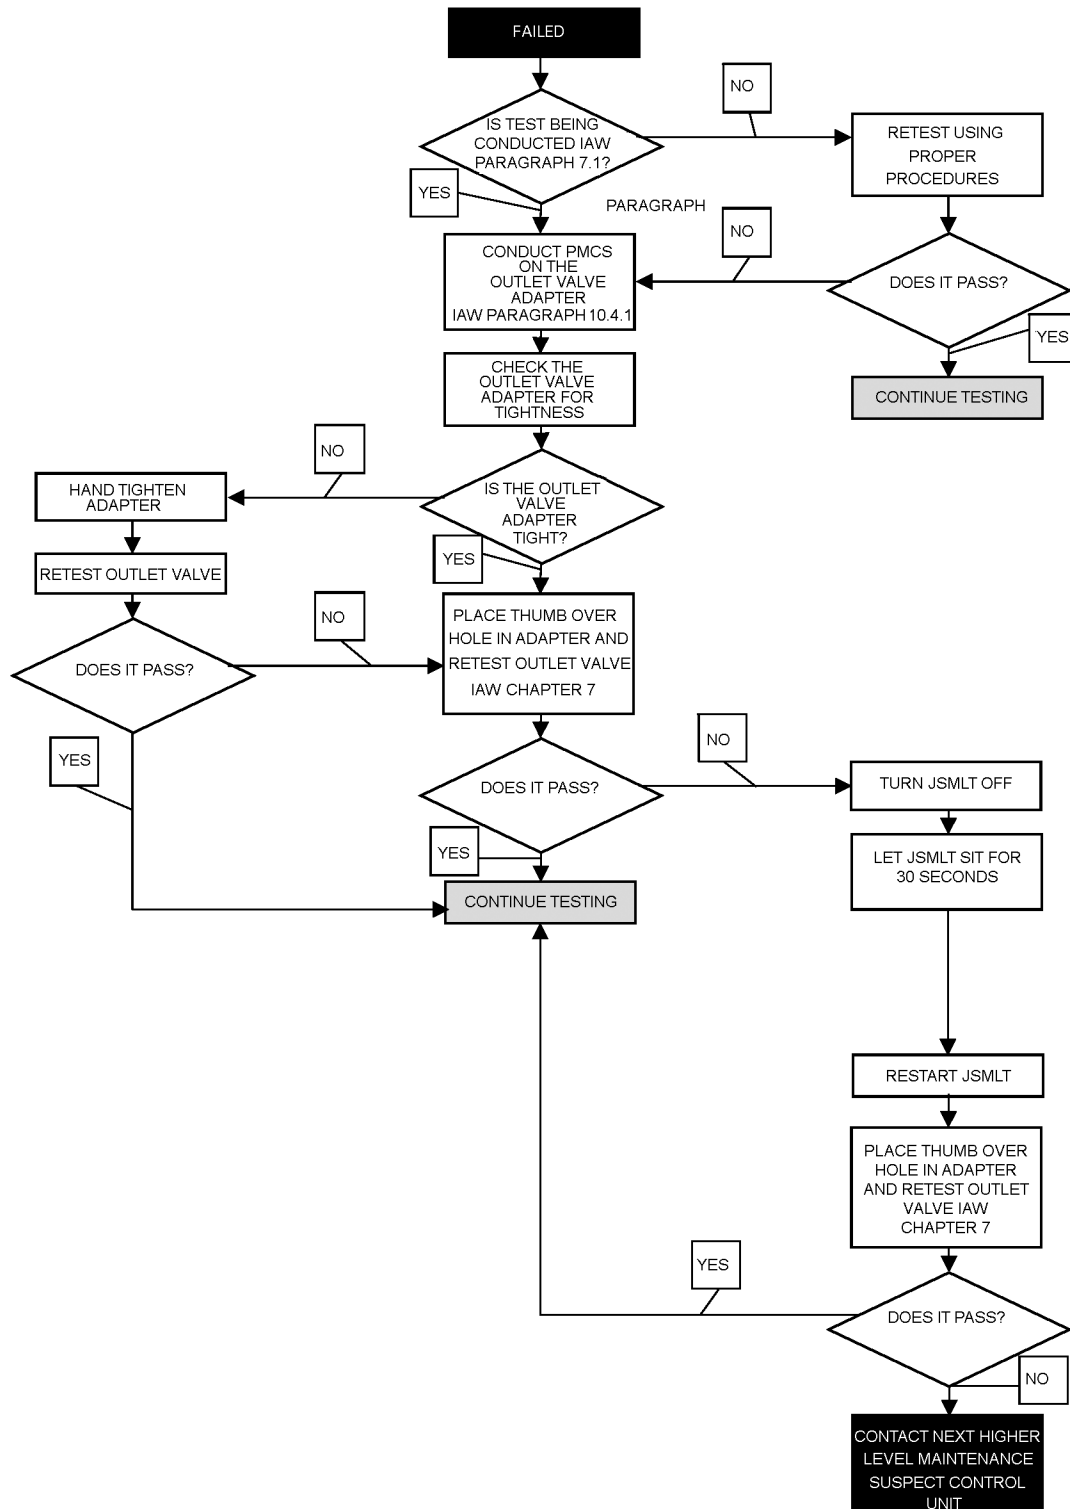 FAILED
NO
IS TEST BEING
CONDUCTED IAW
PARAGRAPH 7.1?
RETEST USING
PROPER
PROCEDURES
YES
PARAGRAPH
NO
CONDUCT PMCS
ON THE
OUTLET VALVE
ADAPTER
IAW PARAGRAPH 10.4.1
DOES IT PASS?
YES
CHECK THE
OUTLET VALVE
ADAPTER FOR
TIGHTNESS
CONTINUE TESTING
NO
HAND TIGHTEN
ADAPTER
IS THE OUTLET
VALVE
ADAPTER
TIGHT?
YES
RETEST OUTLET VALVE
NO
PLACE THUMB OVER
HOLE IN ADAPTER AND
RETEST OUTLET VALVE
IAW CHAPTER 7
DOES IT PASS?
YES
NO
DOES IT PASS?
TURN JSMLT OFF
YES
LET JSMLT SIT FOR
30 SECONDS
CONTINUE TESTING
RESTART JSMLT
PLACE THUMB OVER
HOLE IN ADAPTER
AND RETEST OUTLET
VALVE IAW
CHAPTER 7
YES
DOES IT PASS?
NO
CONTACT NEXT HIGHER
LEVEL MAINTENANCE
SUSPECT CONTROL
UNIT